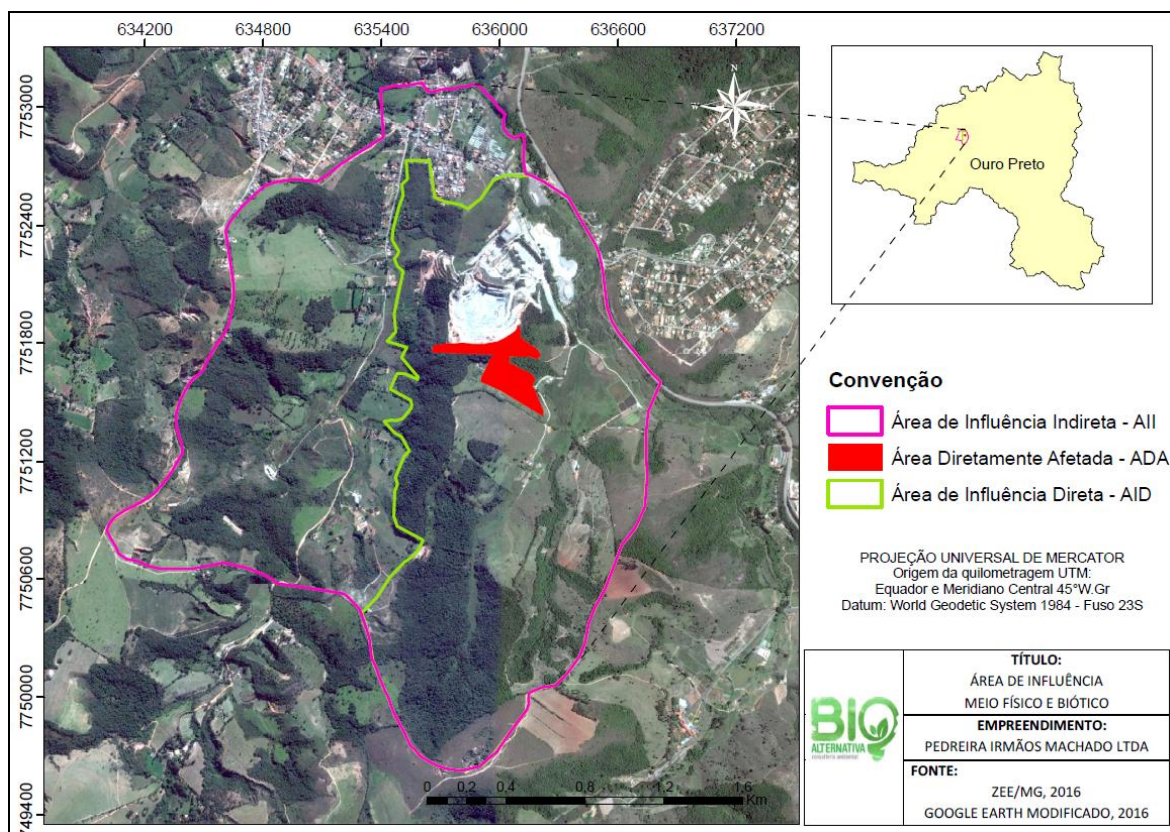 634200 634800 635400 636000 636600 637200
7753000
7752400
7751800
7751200
7750600
7750000
7749400
N
W E
S
0 0,2 0,4 0,8 1,2 1,6
Km
Ouro Preto
Convenção
Área de Influência Indireta - AII
Área Diretamente Afetada - ADA
Área de Influência Direta - AID
PROJEÇÃO UNIVERSAL DE MERCATOR
Origem da quilometragem UTM:
Equador e Meridiano Central 45°W.Gr
Datum: World Geodetic System 1984 - Fuso 23S
BIO
ALTERNATIVA
consultoria ambiental
TÍTULO:
ÁREA DE INFLUÊNCIA
MEIO FÍSICO E BIÓTICO
EMPREENDIMENTO:
PEDREIRA IRMÃOS MACHADO LTDA
FONTE:
ZEE/MG, 2016
GOOGLE EARTH MODIFICADO, 2016